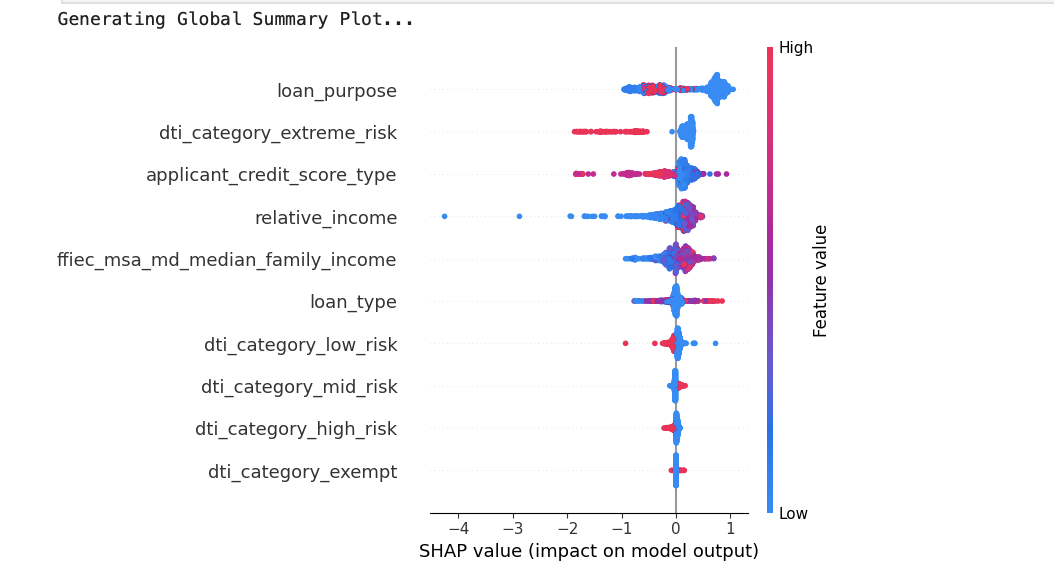 Generating Global Summary Plot...
High
loan_purpose
dti_category_extreme_risk
applicant_credit_score_type
relative_income
ffiec_msa_md_median_family_income
loan_type
dti_category_low_risk
dti_category_mid_risk
dti_category_high_risk
dti_category_exempt
Feature value
Low
−4 −3 −2 −1 0 1
SHAP value (impact on model output)